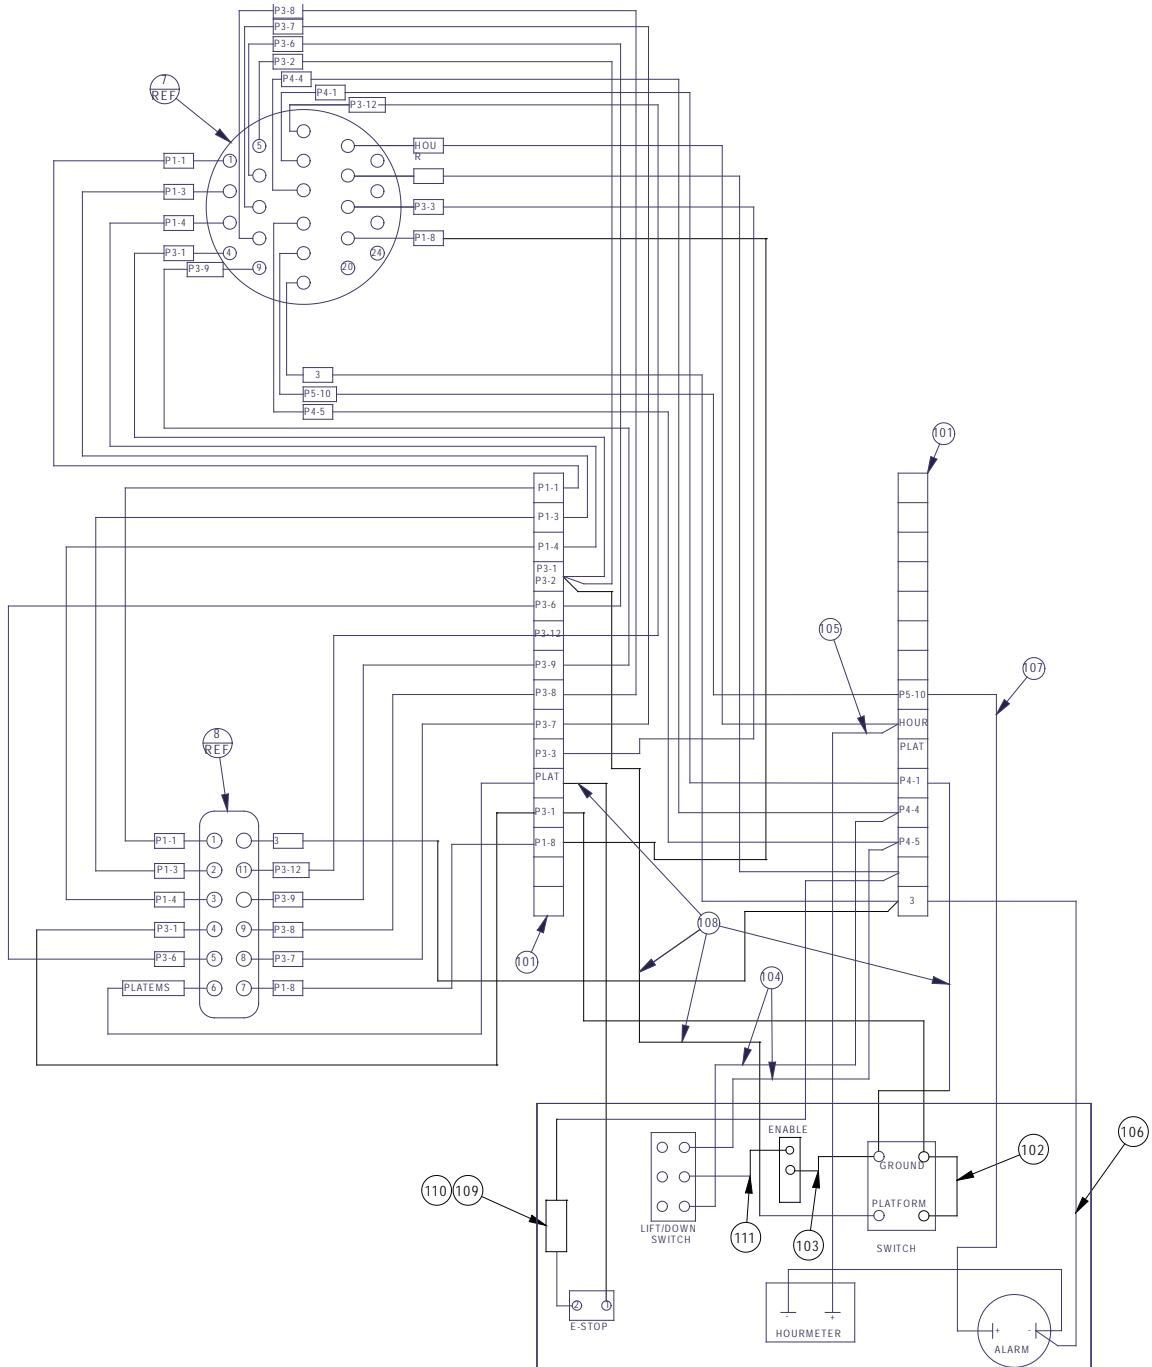 P3-8
P3-7
P3-6
P3-2
P4-4
P4-1
P3-12
7
REF
HOU
R
5
1
P1-1
P1-3
P3-3
P1-4
P1-8
P3-1
4
24
P3-9
9
20
3
P5-10
P4-5
101
P1-1
P1-3
P1-4
P3-1
P3-2
P3-6
P3-12
P3-9
P3-8
P3-7
P3-3
PLAT
P3-1
P1-8
101
105
107
P5-10
HOUR
PLAT
P4-1
P4-4
P4-5
3
8
REF
P1-1
1
3
P1-3
2
11
P3-12
P1-4
3
P3-9
P3-1
4
9
P3-8
P3-6
5
8
P3-7
PLATEMS
6
7
P1-8
108
104
106
ENABLE
102
GROUND
110
109
PLATFORM
LIFT/DOWN
SWITCH
111
103
SWITCH
2
1
E-STOP
-
+
HOURMETER
+
-
ALARM